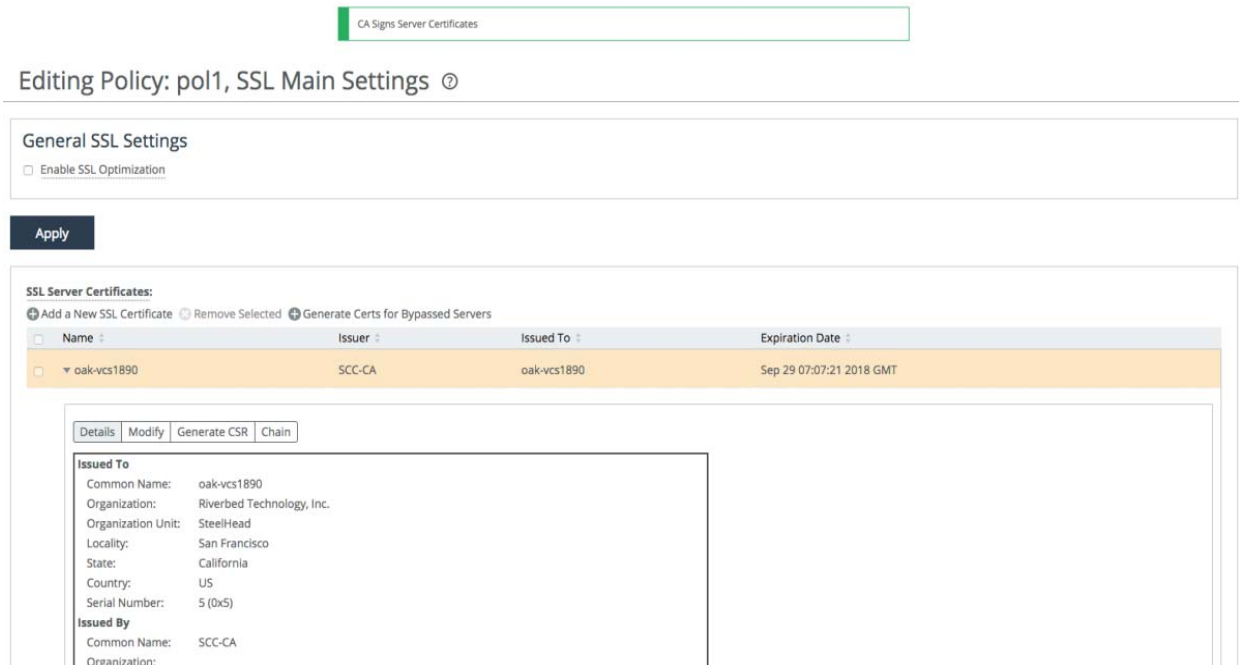 CA Signs Server Certificates
Editing Policy: pol1, SSL Main Settings ?
General SSL Settings
Enable SSL Optimization
Apply
SSL Server Certificates:
Add a New SSL Certificate Remove Selected Generate Certs for Bypassed Servers
Name Issuer Issued To Expiration Date
oak-vcs1890 SCC-CA oak-vcs1890 Sep 29 07:07:21 2018 GMT
Details Modify Generate CSR Chain
Issued To
Common Name: oak-vcs1890
Organization: Riverbed Technology, Inc.
Organization Unit: SteelHead
Locality: San Francisco
State: California
Country: US
Serial Number: 5 (0x5)
Issued By
Common Name: SCC-CA
Organization: